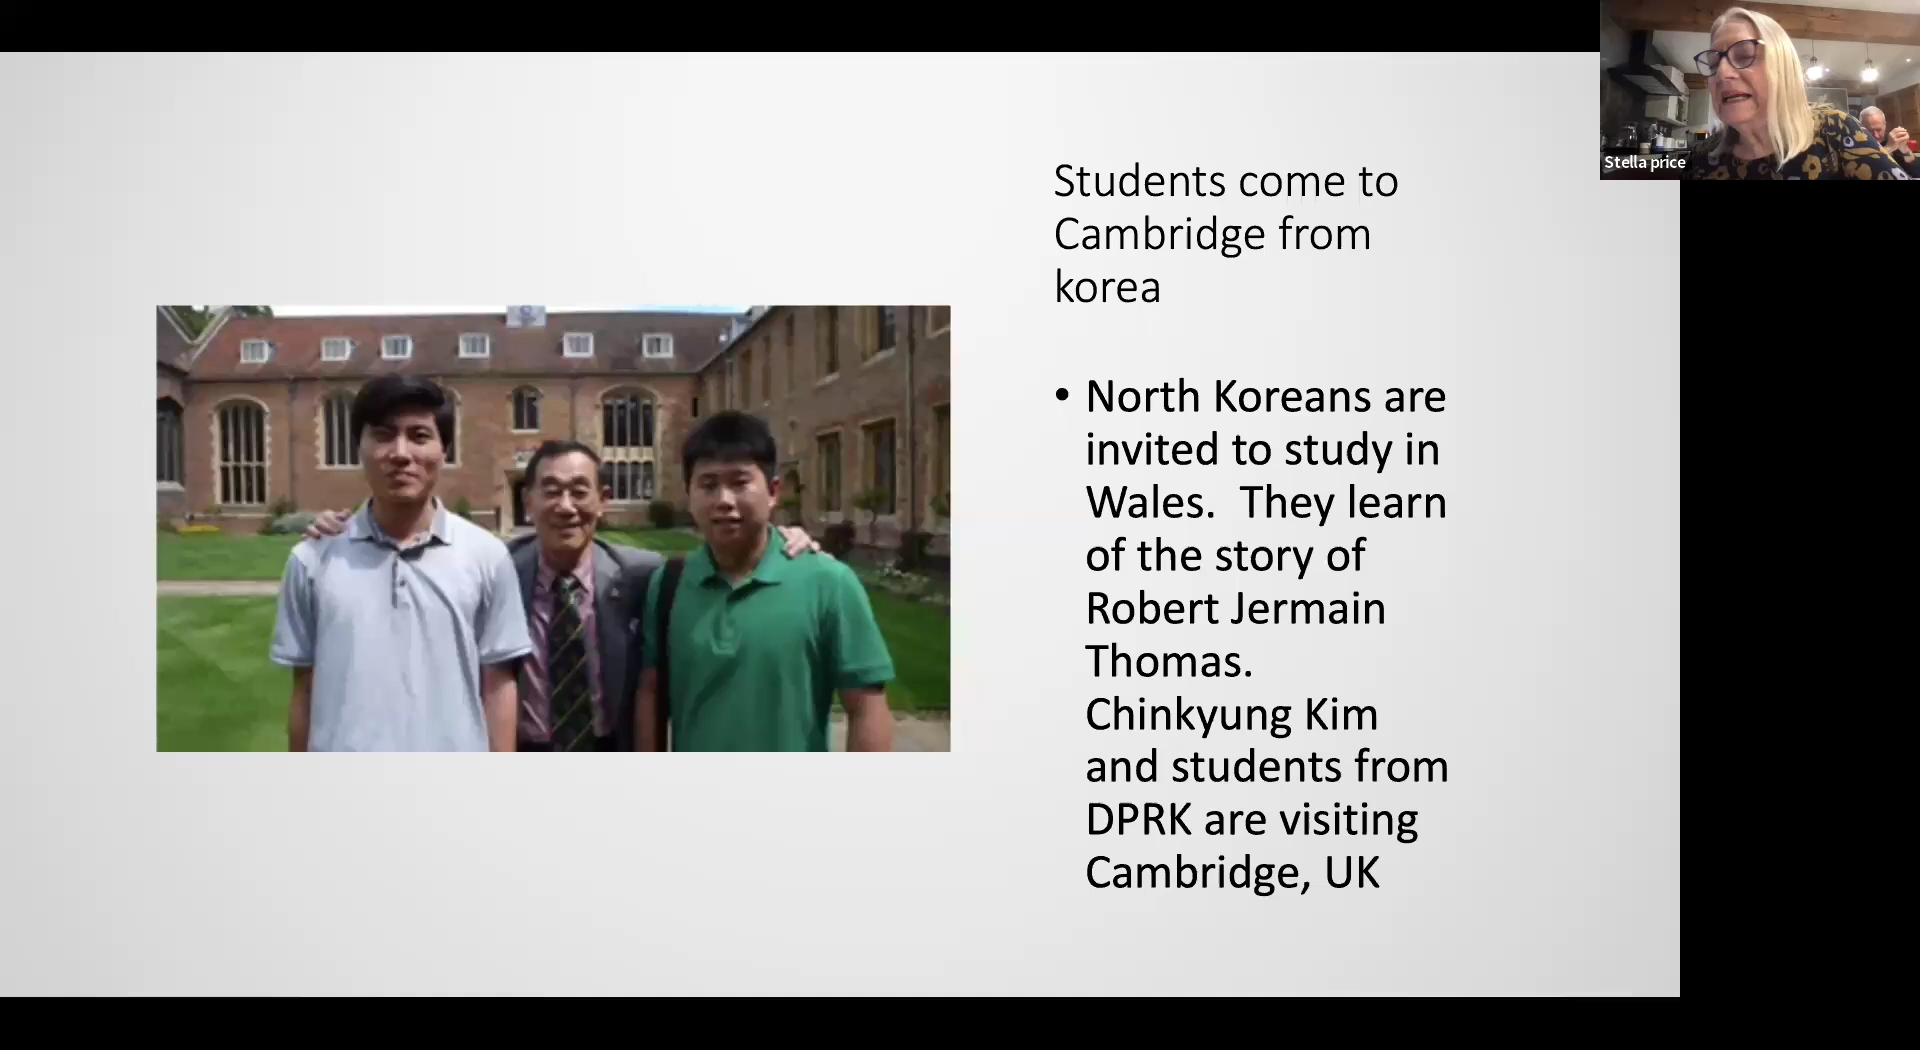 Students come to
Cambridge from
korea
• North Koreans are
invited to study in
Wales.  They learn
of the story of
Robert Jermain
Thomas.
Chinkyung Kim
and students from
DPRK are visiting
Cambridge, UK
Stella price